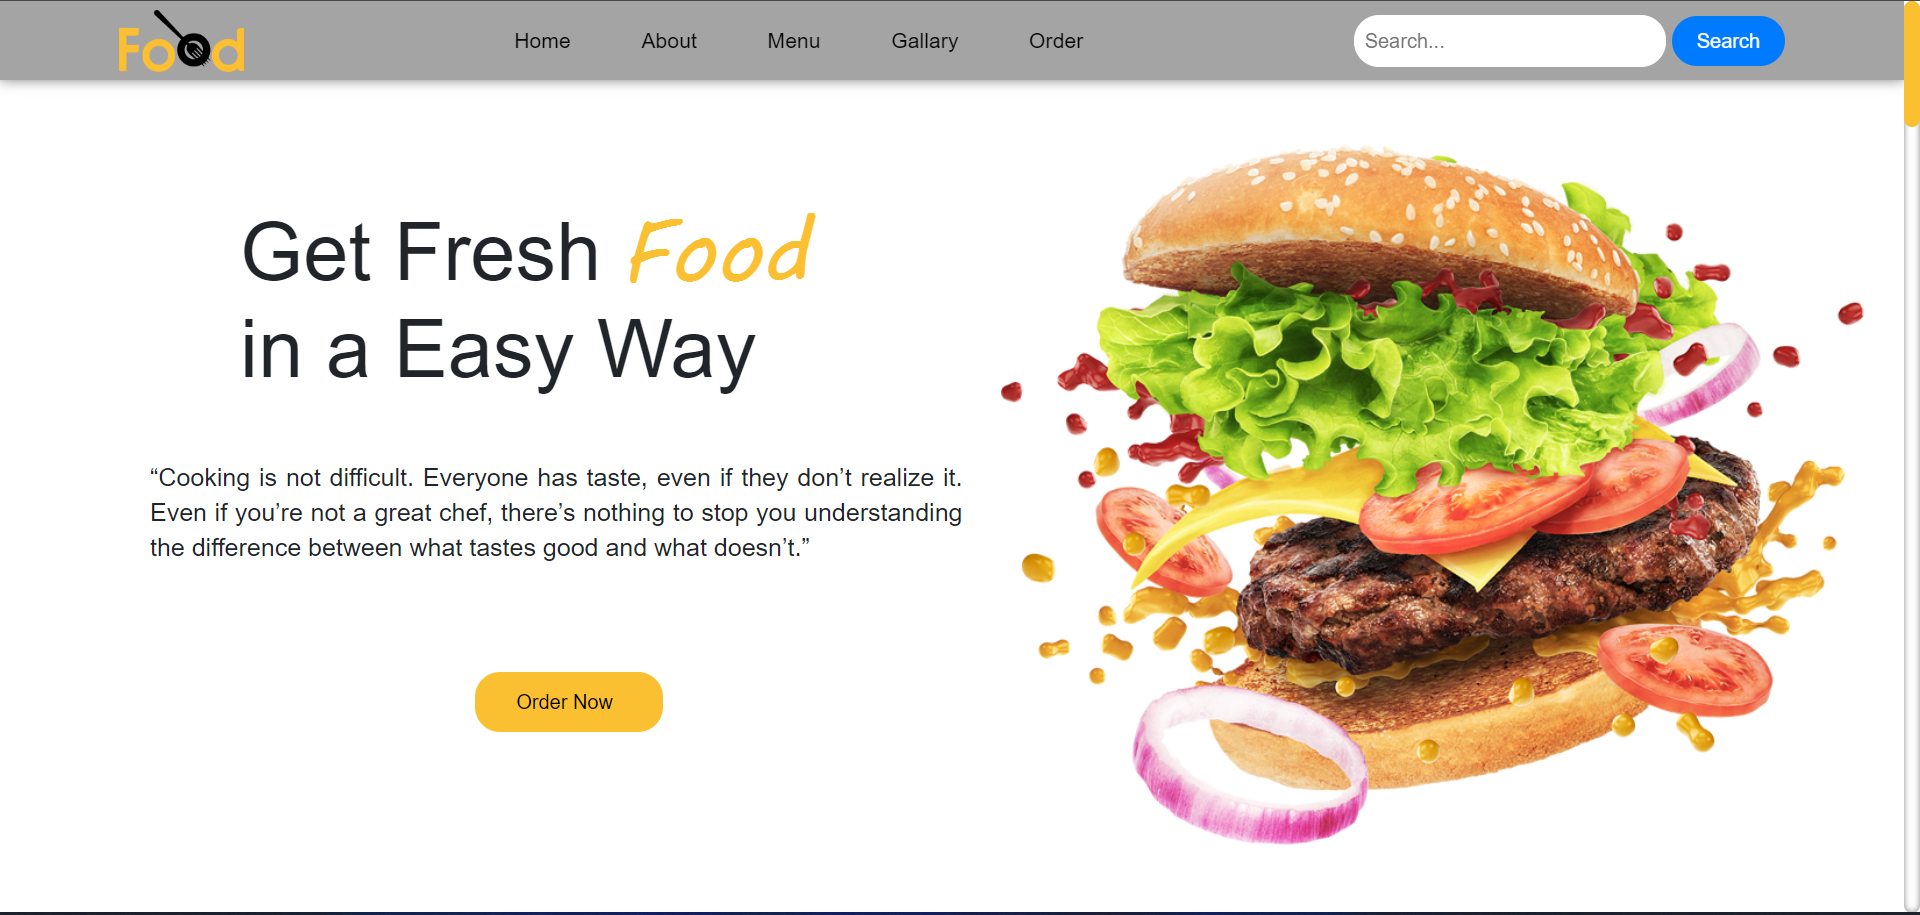 Food
Home About Menu Gallary Order
Search...
Search
Get Fresh Food
in a Easy Way
“Cooking is not difficult. Everyone has taste, even if they don’t realize it.
Even if you’re not a great chef, there’s nothing to stop you understanding
the difference between what tastes good and what doesn’t.”
Order Now